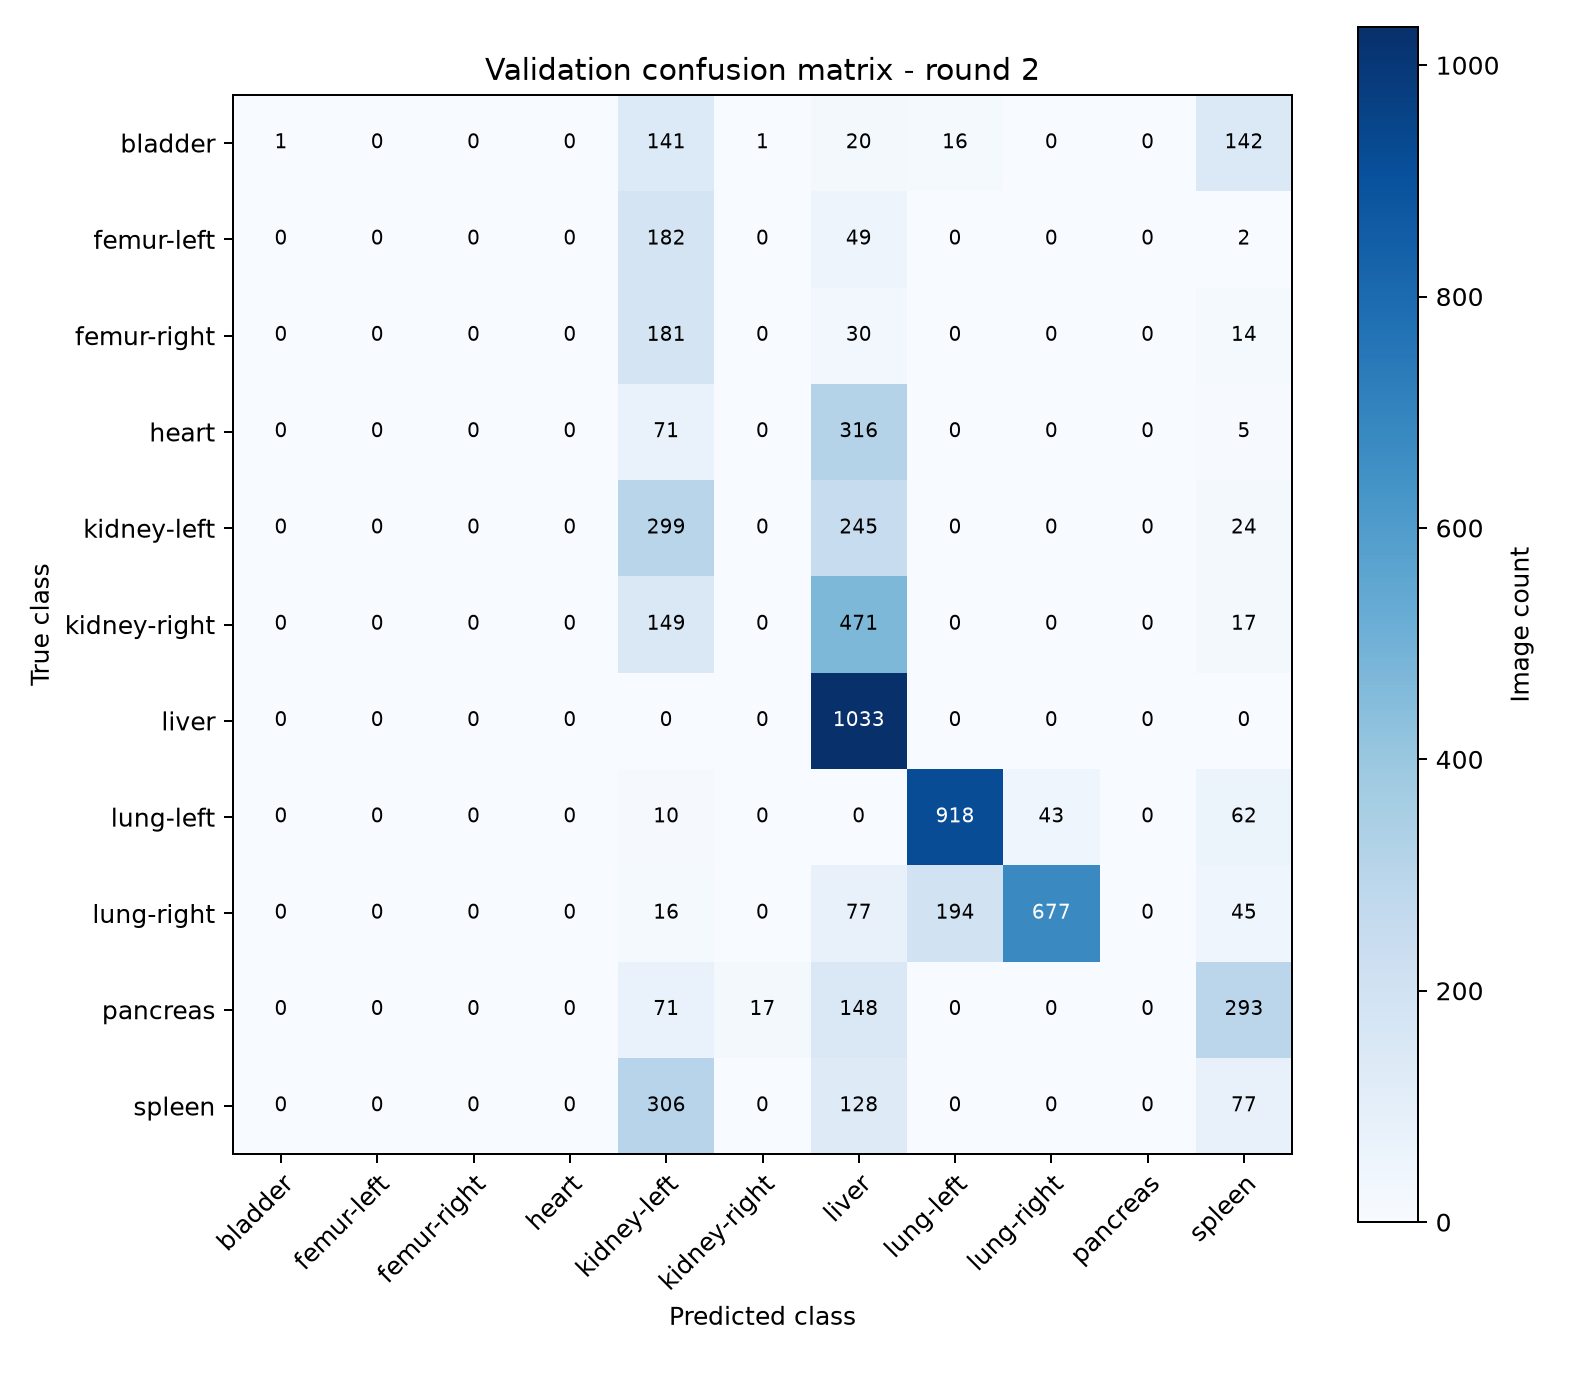 Validation confusion matrix - round 2
True class
bladder 1 0 0 0 141 1 20 16 0 0 142
femur-left 0 0 0 0 182 0 49 0 0 0 2
femur-right 0 0 0 0 181 0 30 0 0 0 14
heart 0 0 0 0 71 0 316 0 0 0 5
kidney-left 0 0 0 0 299 0 245 0 0 0 24
kidney-right 0 0 0 0 149 0 471 0 0 0 17
liver 0 0 0 0 0 0 1033 0 0 0 0
lung-left 0 0 0 0 10 0 0 918 43 0 62
lung-right 0 0 0 0 16 0 77 194 677 0 45
pancreas 0 0 0 0 71 17 148 0 0 0 293
spleen 0 0 0 0 306 0 128 0 0 0 77
bladder femur-left femur-right heart kidney-left kidney-right liver lung-left lung-right pancreas spleen
Predicted class
1000
800
600
400
200
0
Image count